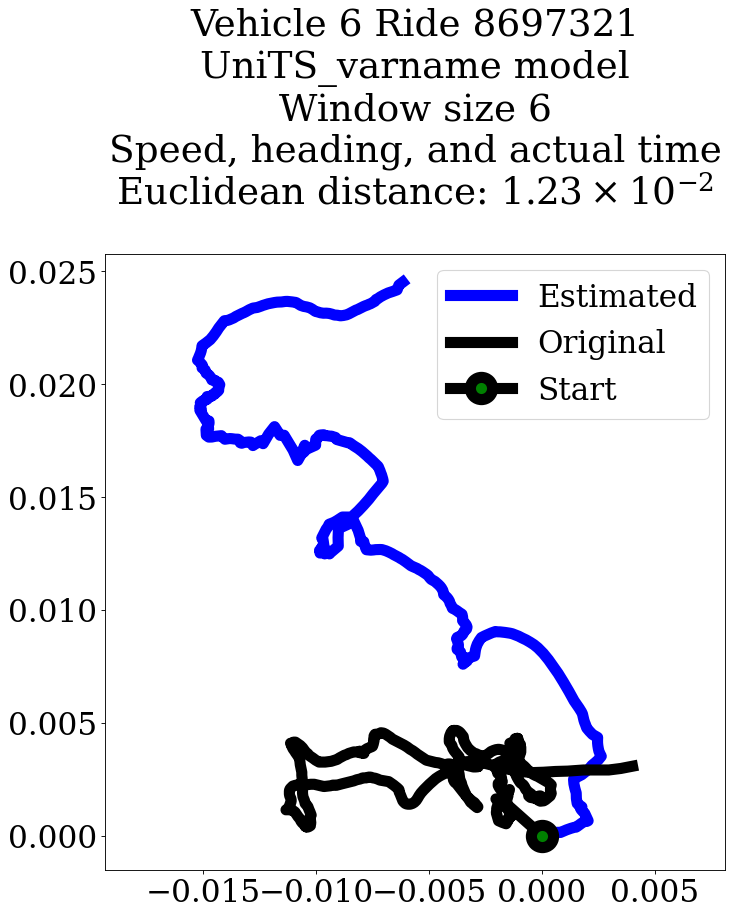 Vehicle 6 Ride 8697321
UniTS_varname model
Window size 6
Speed, heading, and actual time
Euclidean distance: 1.23 × 10⁻²
Estimated
Original
Start
0.025
0.020
0.015
0.010
0.005
0.000
−0.015 −0.010 −0.005 0.000 0.005